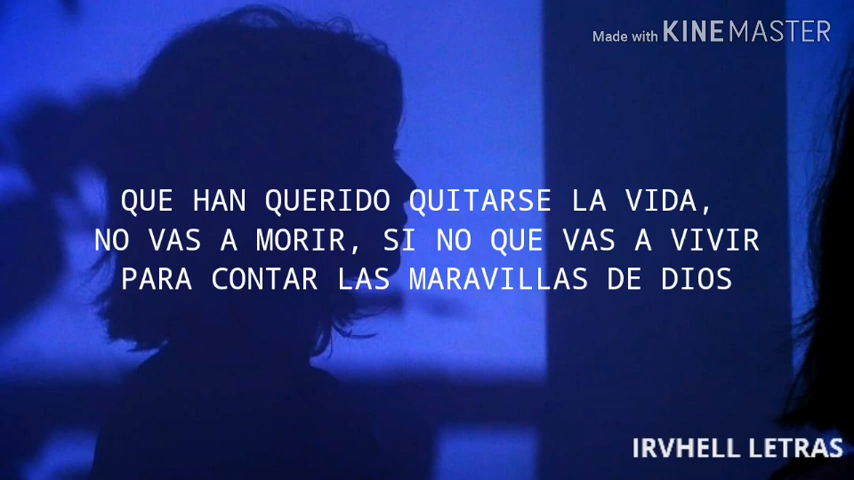 Made with KINEMASTER
QUE HAN QUERIDO QUITARSE LA VIDA,
NO VAS A MORIR, SI NO QUE VAS A VIVIR
PARA CONTAR LAS MARAVILLAS DE DIOS
IRVHELL LETRAS